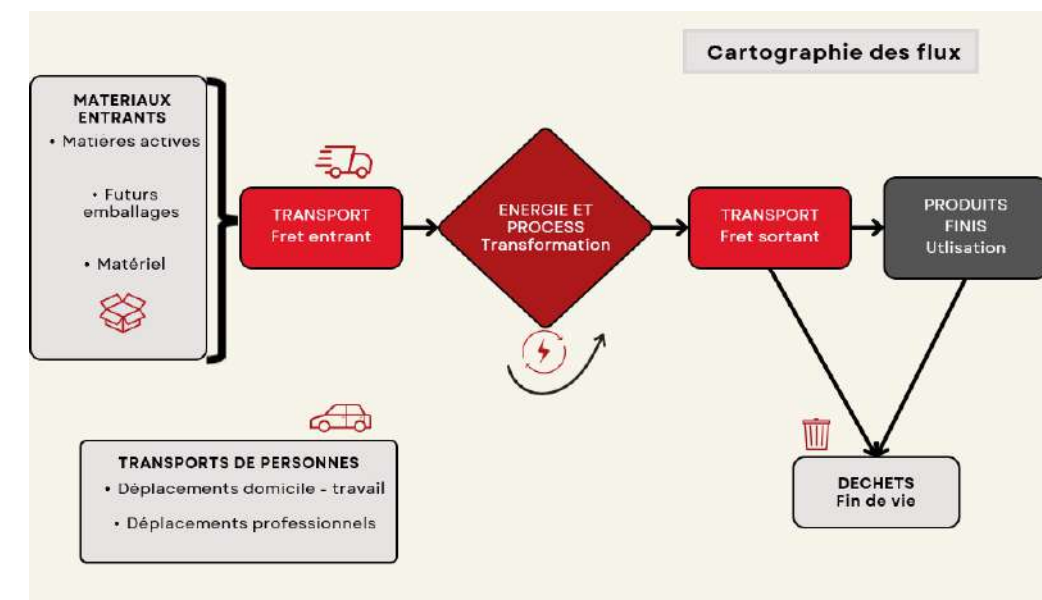 Cartographie des flux
MATERIAUX
ENTRANTS
• Matières actives
• Futurs
emballages
• Matériel
TRANSPORT
Fret entrant
ENERGIE ET
PROCESS
Transformation
TRANSPORT
Fret sortant
PRODUITS
FINIS
Utlisation
TRANSPORTS DE PERSONNES
• Déplacements domicile - travail
• Déplacements professionnels
DECHETS
Fin de vie